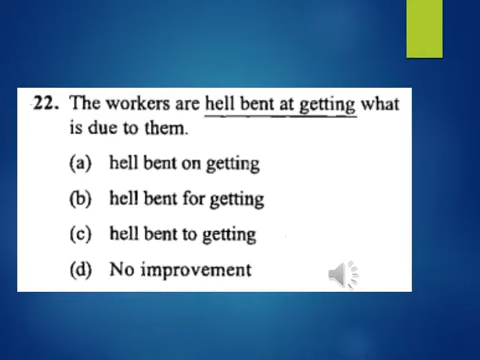 22. The workers are hell bent at getting what
is due to them.
(a) hell bent on getting
(b) hell bent for getting
(c) hell bent to getting
(d) No improvement